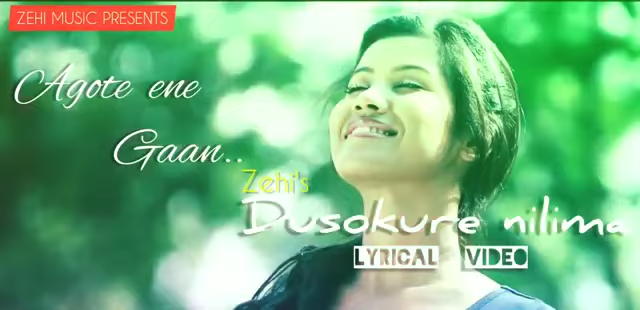 ZEHI MUSIC PRESENTS
Agote ene
Gaan..
Zehi's
Dusokure nilima
LYRICAL VIDEO